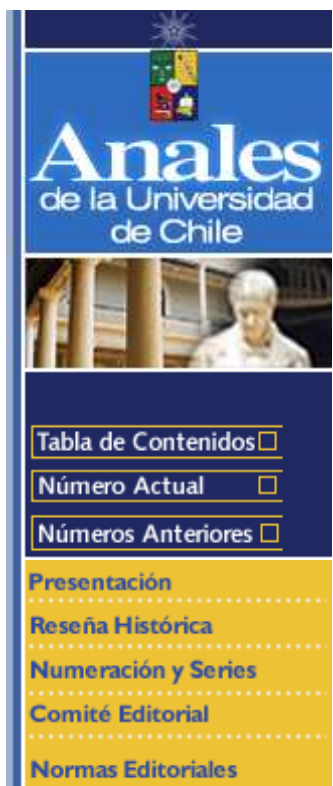 Anales
de la Universidad
de Chile
Tabla de Contenidos
Número Actual
Números Anteriores
Presentación
Reseña Histórica
Numeración y Series
Comité Editorial
Normas Editoriales